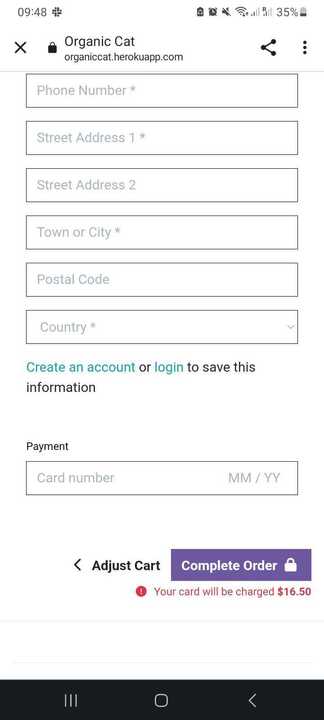 09:48 35%
Organic Cat
organiccat.herokuapp.com
Phone Number *
Street Address 1 *
Street Address 2
Town or City *
Postal Code
Country *
Create an account or login to save this
information
Payment
Card number MM / YY
Adjust Cart Complete Order
Your card will be charged $16.50